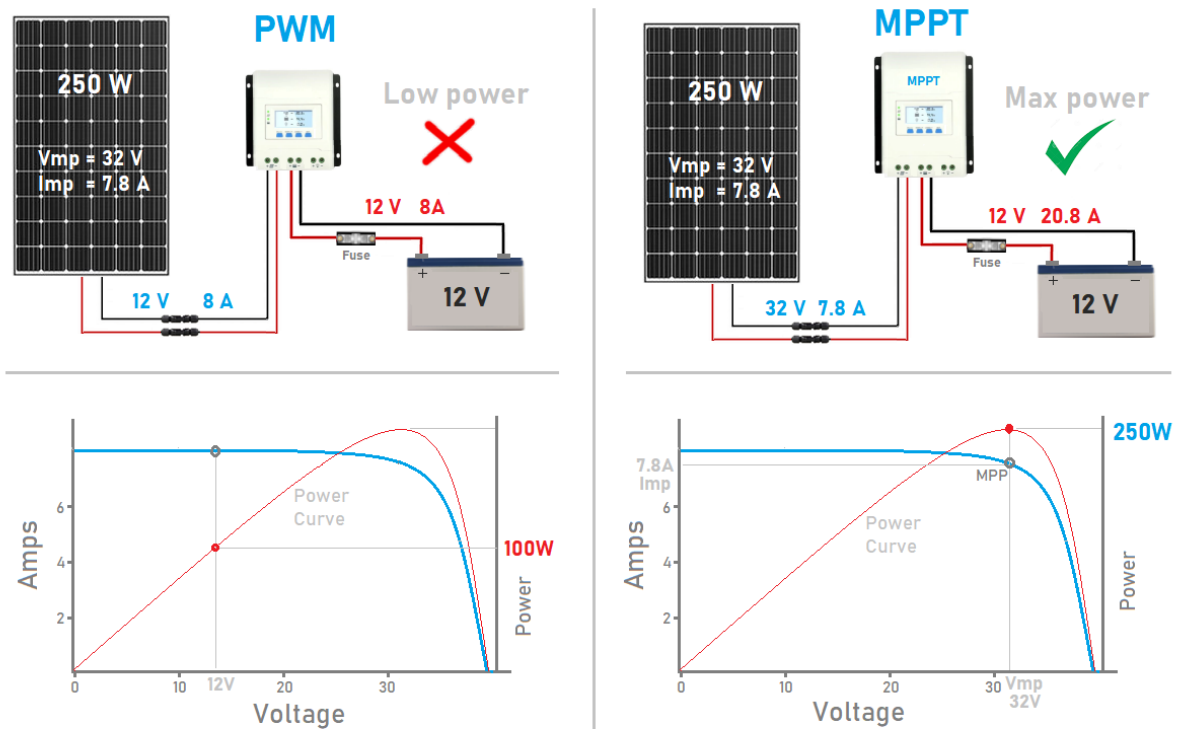 PWM
250 W
Vmp = 32 V
Imp = 7.8 A
Low power
12 V 8A
Fuse
+ −
12 V
12 V 8 A
MPPT
250 W
MPPT
Vmp = 32 V
Imp = 7.8 A
Max power
12 V 20.8 A
Fuse
+ −
12 V
32 V 7.8 A
Amps
6
4
2
0 10 12V 20 30
Voltage
Power
Curve
100W
Power
Amps
7.8A
Imp
6
4
2
0 10 20 30 Vmp
32V
Voltage
MPP
Power
Curve
250W
Power